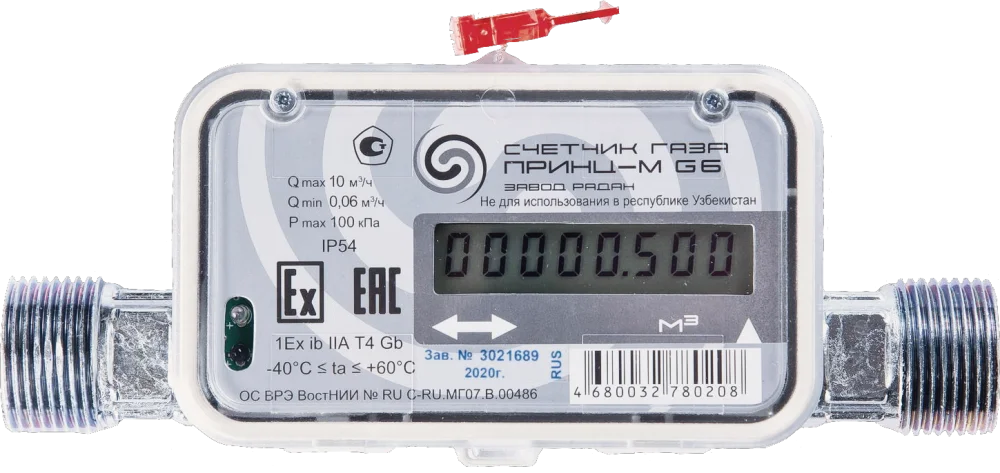 СЧЕТЧИК ГАЗА
ПРИНЦ-М G6
ЗАВОД РАДАН
Не для использования в республике Узбекистан
Q max 10 м³/ч
Q min 0,06 м³/ч
P max 100 кПа
IP54
Ex
EAC
00000.500
м³
1Ex ib IIA T4 Gb
-40°C ≤ ta ≤ +60°C
Зав. № 3021689
2020г.
RUS
4 680032 780208
ОС ВРЭ ВостНИИ № RU C-RU.МГ07.В.00486